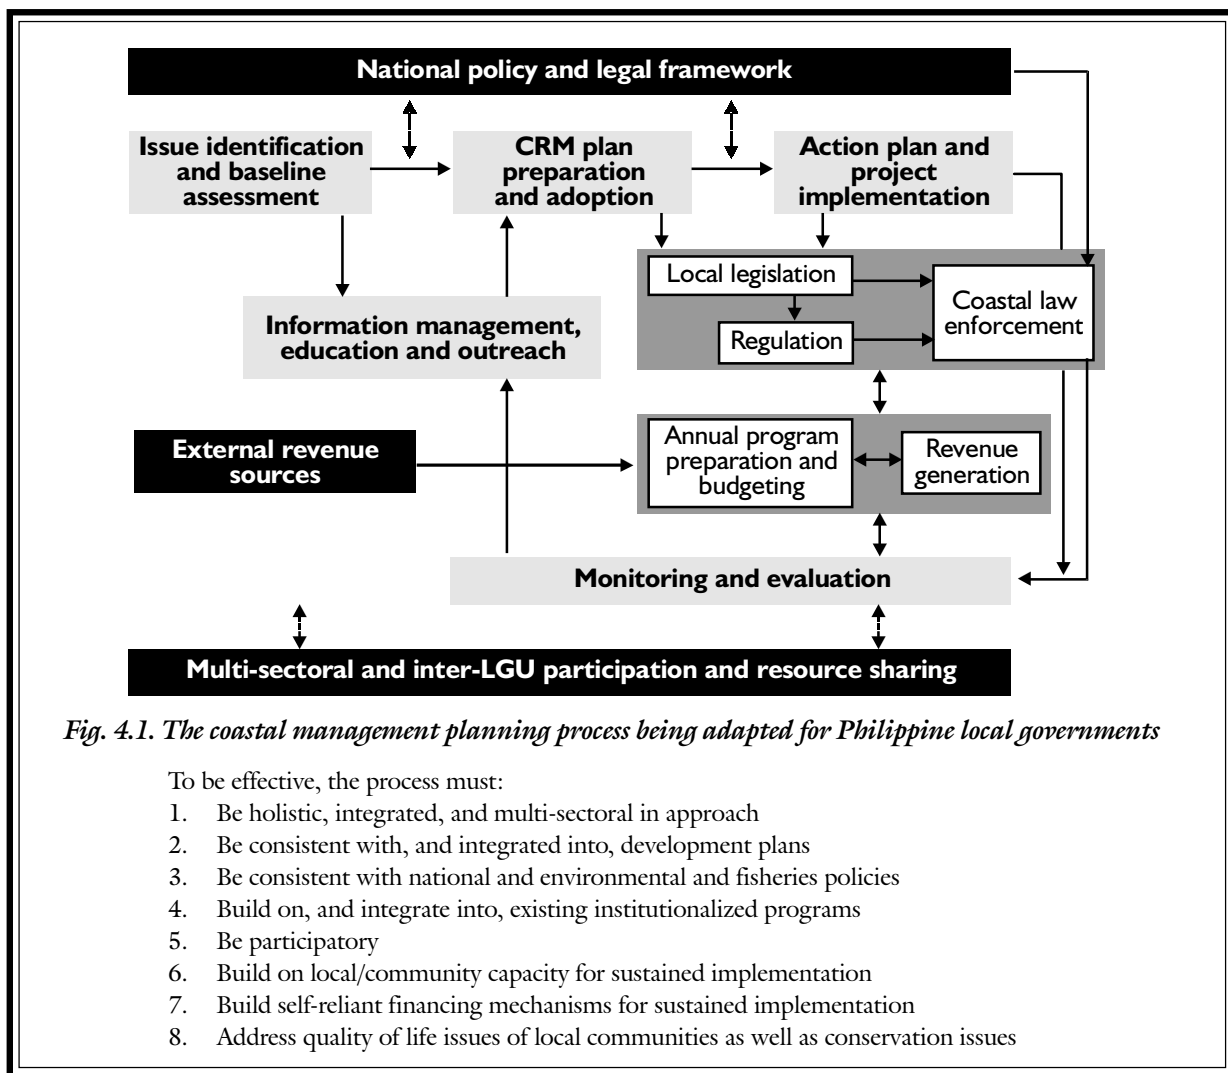 National policy and legal framework
Issue identification
and baseline
assessment
CRM plan
preparation
and adoption
Action plan and
project
implementation
Local legislation
Regulation
Coastal law
enforcement
Information management,
education and outreach
External revenue
sources
Annual program
preparation and
budgeting
Revenue
generation
Monitoring and evaluation
Multi-sectoral and inter-LGU participation and resource sharing
Fig. 4.1. The coastal management planning process being adapted for Philippine local governments
To be effective, the process must:
1. Be holistic, integrated, and multi-sectoral in approach
2. Be consistent with, and integrated into, development plans
3. Be consistent with national and environmental and fisheries policies
4. Build on, and integrate into, existing institutionalized programs
5. Be participatory
6. Build on local/community capacity for sustained implementation
7. Build self-reliant financing mechanisms for sustained implementation
8. Address quality of life issues of local communities as well as conservation issues